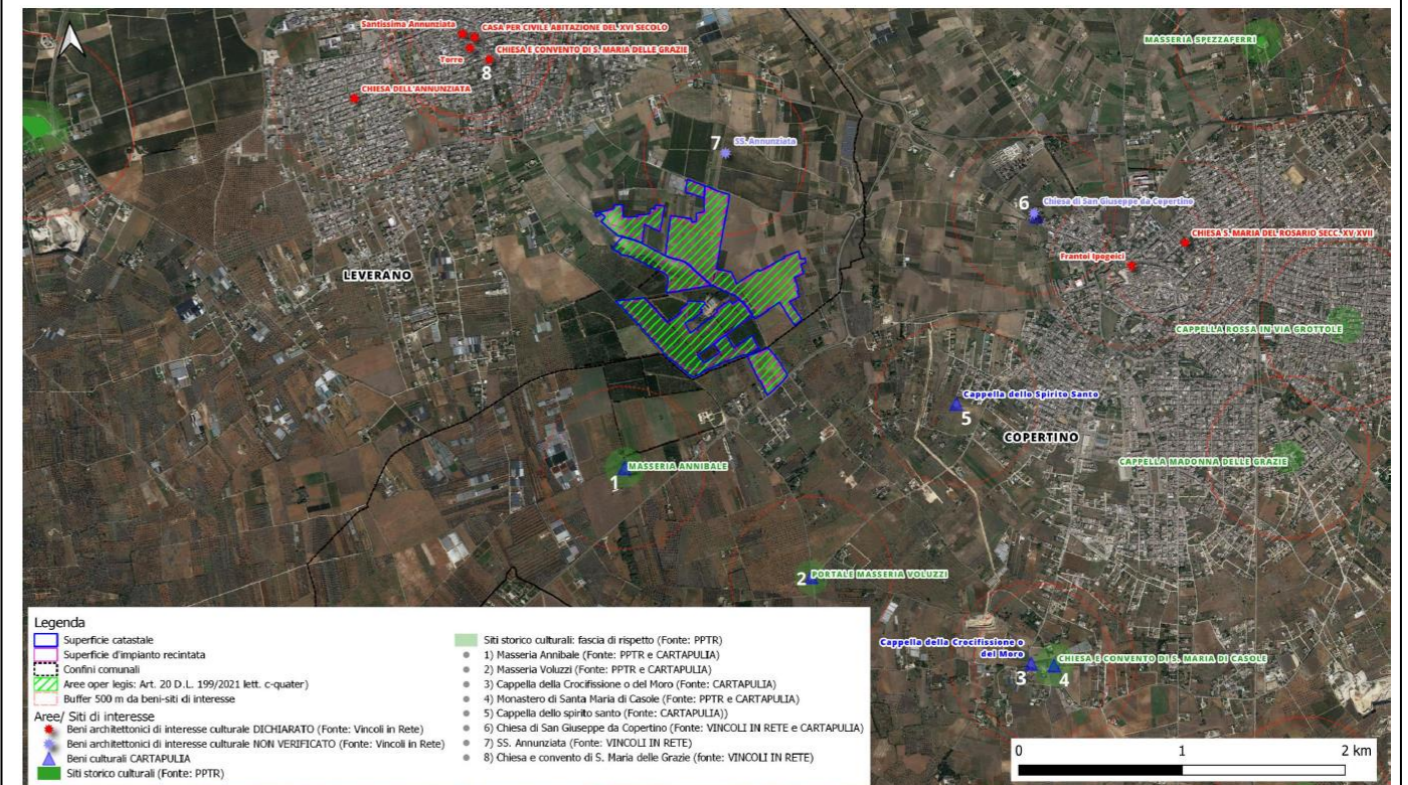 Santissima Annunziata
CASA PER CIVILE ABITAZIONE DEL XVI SECOLO
CHIESA E CONVENTO DI S. MARIA DELLE GRAZIE
Torre
8
CHIESA DELL'ANNUNZIATA
MASSERIA SPEZZAFERRI
7
SS. Annunziata
6
Chiesa di San Giuseppe da Copertino
CHIESA S. MARIA DEL ROSARIO SECC. XV XVII
Frantoi Ipogeici
LEVERANO
CAPPELLA ROSSA IN VIA GROTTOLE
Cappella dello Spirito Santo
5
COPERTINO
CAPPELLA MADONNA DELLE GRAZIE
MASSERIA ANNIBALE
1
2
PORTALE MASSERIA VOLUZZI
Cappella della Crocifissione o
del Moro
CHIESA E CONVENTO DI S. MARIA DI CASOLE
3
4
Legenda
Superficie catastale
Superficie d'impianto recintata
Confini comunali
Aree oper legis: Art. 20 D.L. 199/2021 lett. c-quater)
Buffer 500 m da beni-siti di interesse
Aree/ Siti di interesse
Beni architettonici di interesse culturale DICHIARATO (Fonte: Vincoli in Rete)
Beni architettonici di interesse culturale NON VERIFICATO (Fonte: Vincoli in Rete)
Beni culturali CARTAPULIA
Siti storico culturali (Fonte: PPTR)
Siti storico culturali: fascia di rispetto (Fonte: PPTR)
1) Masseria Annibale (Fonte: PPTR e CARTAPULIA)
2) Masseria Voluzzi (Fonte: PPTR e CARTAPULIA)
3) Cappella della Crocifissione o del Moro (Fonte: CARTAPULIA)
4) Monastero di Santa Maria di Casole (Fonte: PPTR e CARTAPULIA)
5) Cappella dello spirito santo (Fonte: CARTAPULIA))
6) Chiesa di San Giuseppe da Copertino (Fonte: VINCOLI IN RETE e CARTAPULIA)
7) SS. Annunziata (Fonte: VINCOLI IN RETE)
8) Chiesa e convento di S. Maria delle Grazie (fonte: VINCOLI IN RETE)
0 1 2 km